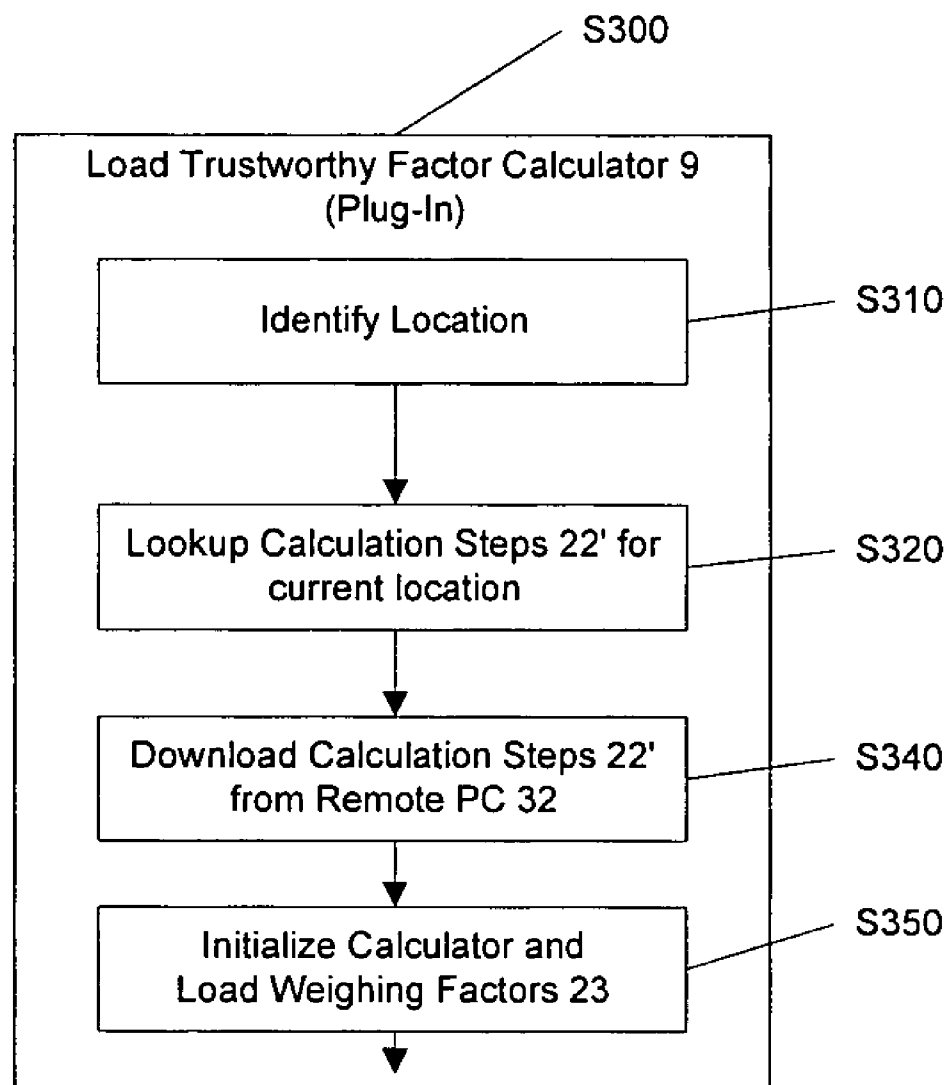 S300
Load Trustworthy Factor Calculator 9
(Plug-In)
Identify Location
S310
Lookup Calculation Steps 22' for
current location
S320
Download Calculation Steps 22'
from Remote PC 32
S340
Initialize Calculator and
Load Weighing Factors 23
S350